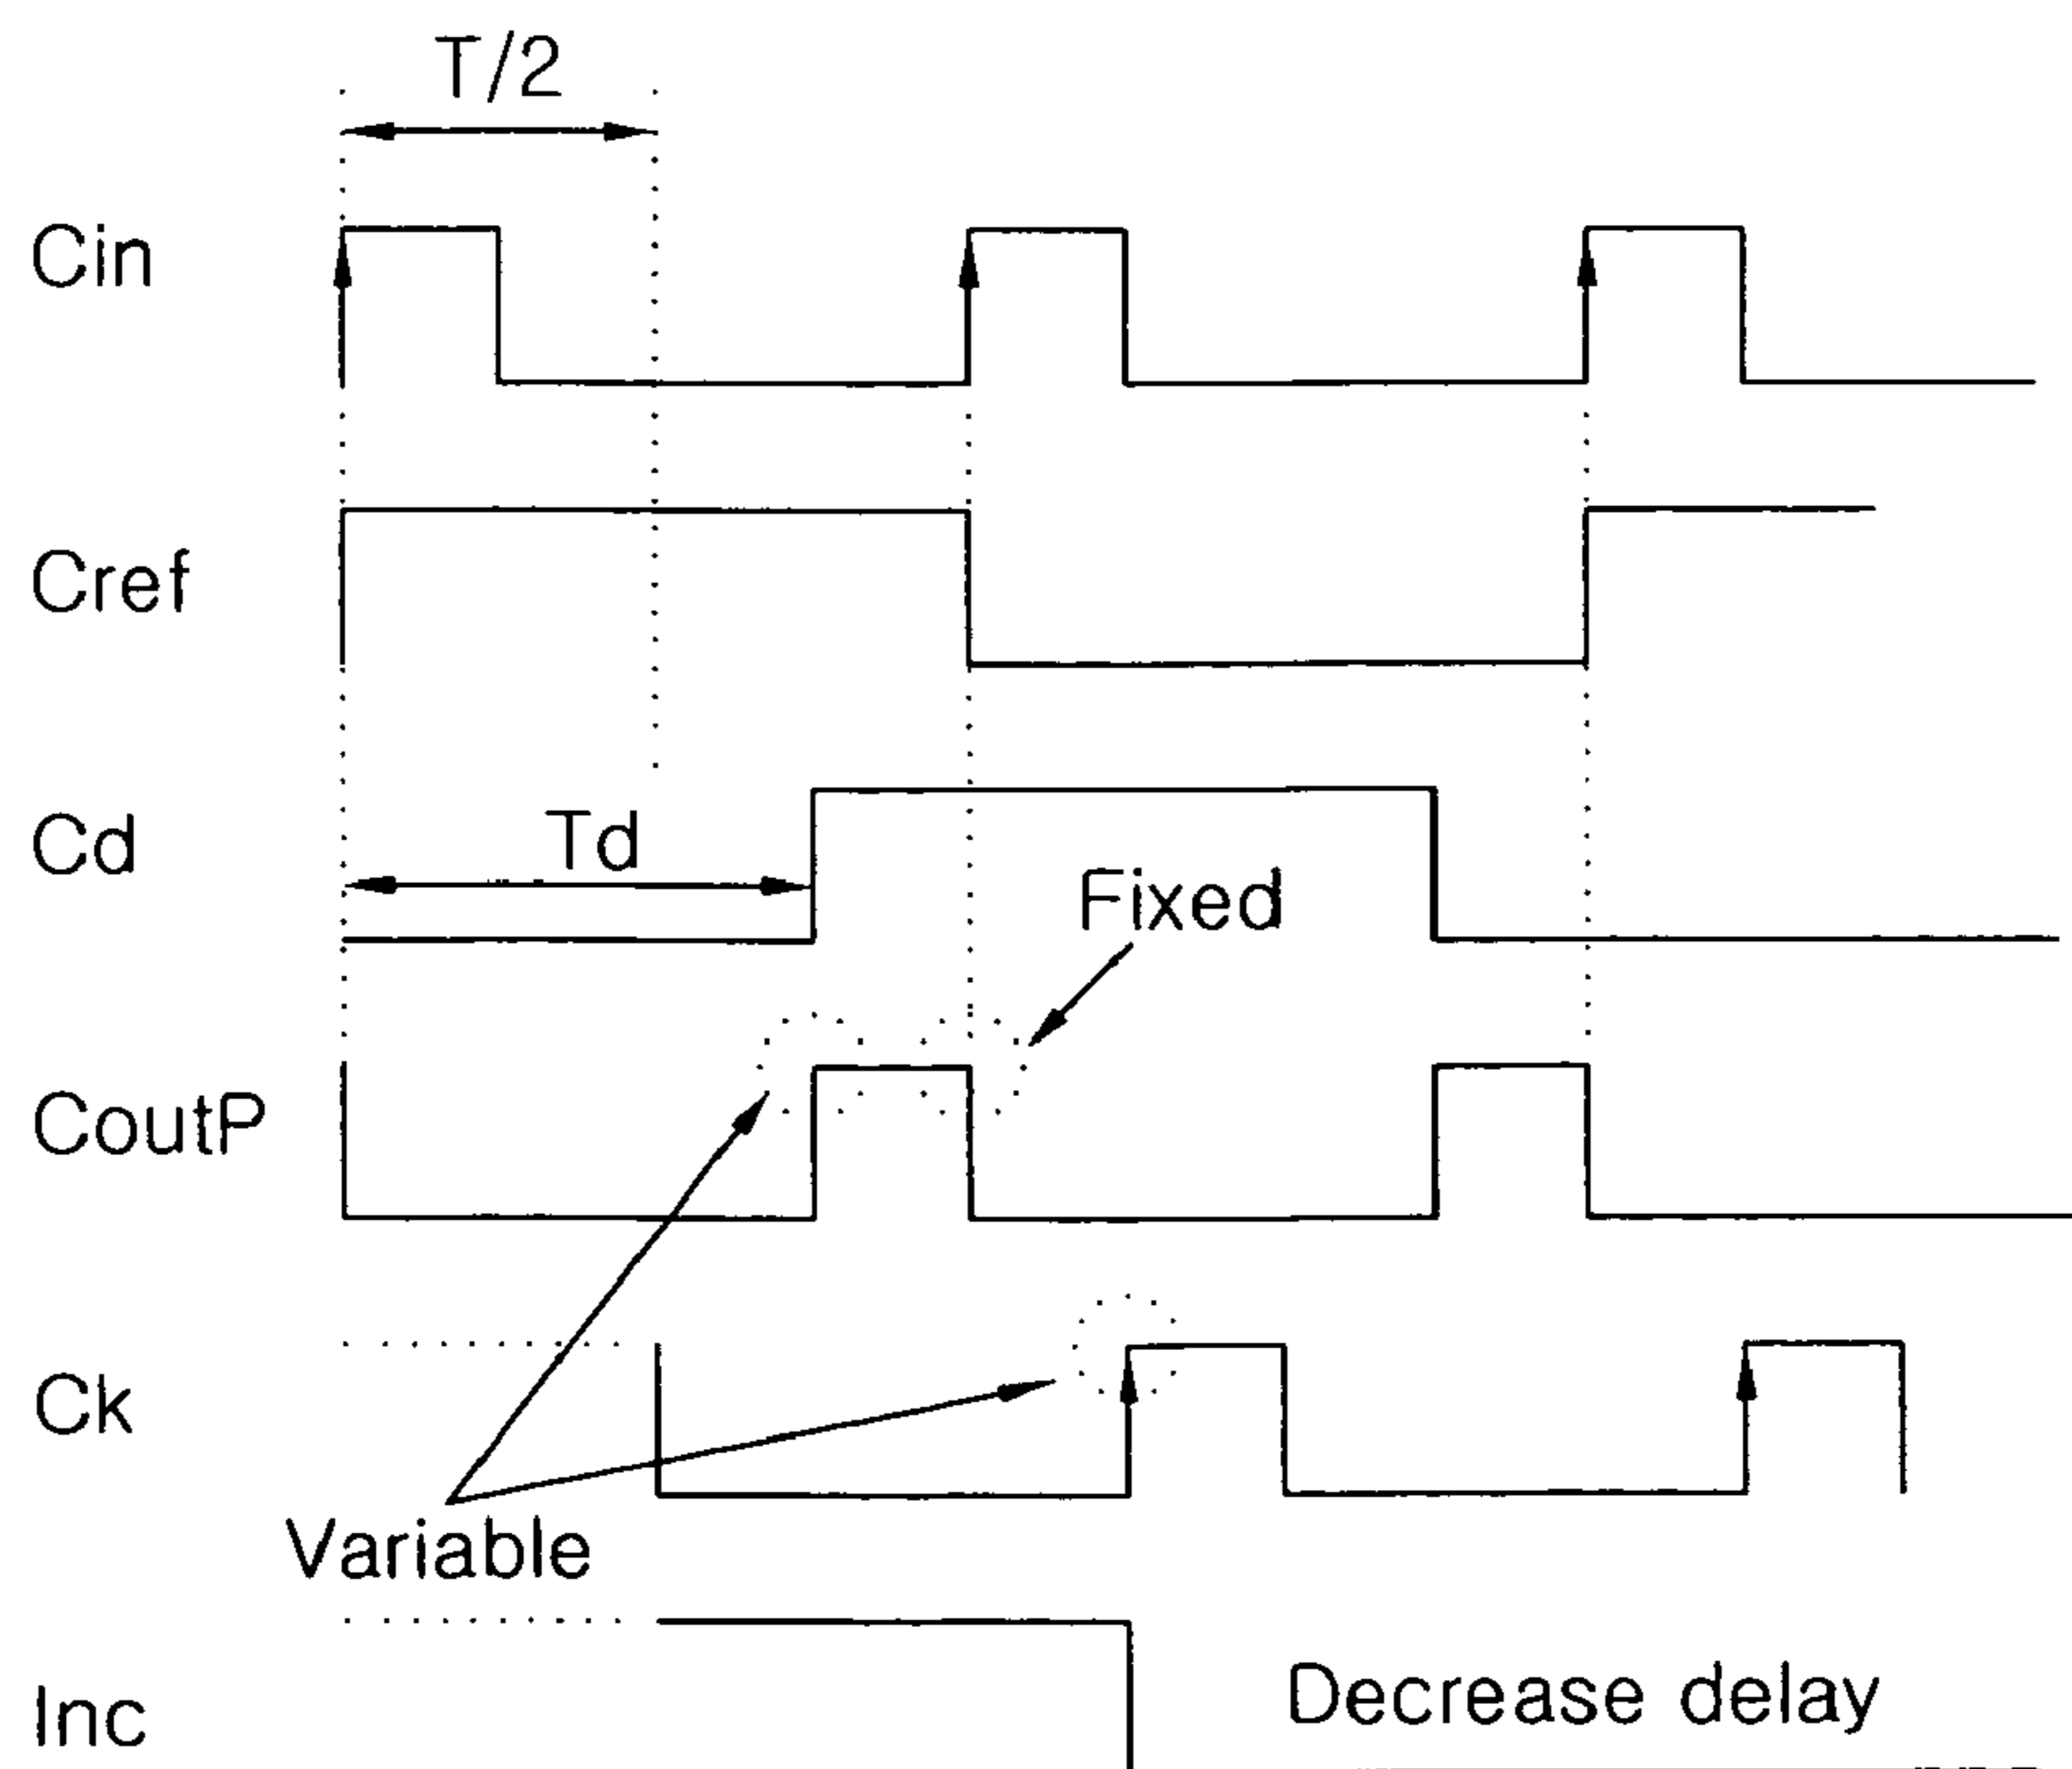 T/2
Cin
Cref
Cd
Td
Fixed
CoutP
Ck
Variable
Inc
Decrease delay